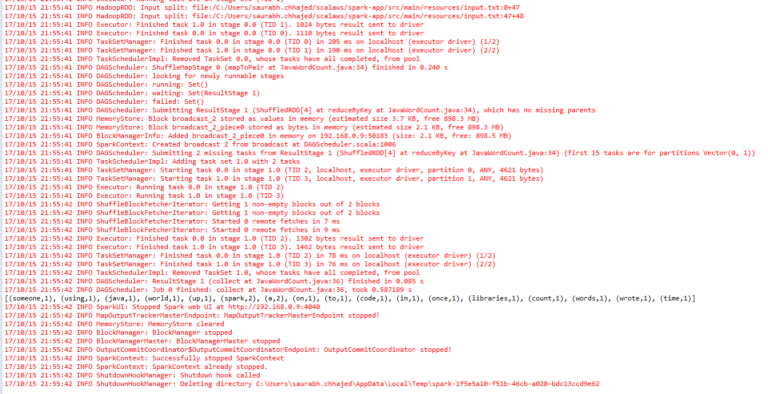 17/10/15 21:55:41 INFO HadoopRDD: Input split: file:/C:/Users/saurabh.chhajed/scalaws/spark-app/src/main/resources/input.txt:0+47
17/10/15 21:55:41 INFO HadoopRDD: Input split: file:/C:/Users/saurabh.chhajed/scalaws/spark-app/src/main/resources/input.txt:47+48
17/10/15 21:55:41 INFO Executor: Finished task 1.0 in stage 0.0 (TID 1). 1024 bytes result sent to driver
17/10/15 21:55:41 INFO Executor: Finished task 0.0 in stage 0.0 (TID 0). 1110 bytes result sent to driver
17/10/15 21:55:41 INFO TaskSetManager: Finished task 0.0 in stage 0.0 (TID 0) in 205 ms on localhost (executor driver) (1/2)
17/10/15 21:55:41 INFO TaskSetManager: Finished task 1.0 in stage 0.0 (TID 1) in 190 ms on localhost (executor driver) (2/2)
17/10/15 21:55:41 INFO TaskSchedulerImpl: Removed TaskSet 0.0, whose tasks have all completed, from pool
17/10/15 21:55:41 INFO DAGScheduler: ShuffleMapStage 0 (mapToPair at JavaWordCount.java:34) finished in 0.240 s
17/10/15 21:55:41 INFO DAGScheduler: looking for newly runnable stages
17/10/15 21:55:41 INFO DAGScheduler: running: Set()
17/10/15 21:55:41 INFO DAGScheduler: waiting: Set(ResultStage 1)
17/10/15 21:55:41 INFO DAGScheduler: failed: Set()
17/10/15 21:55:41 INFO DAGScheduler: Submitting ResultStage 1 (ShuffledRDD[4] at reduceByKey at JavaWordCount.java:34), which has no missing parents
17/10/15 21:55:41 INFO MemoryStore: Block broadcast_2 stored as values in memory (estimated size 3.7 KB, free 898.3 MB)
17/10/15 21:55:41 INFO MemoryStore: Block broadcast_2_piece0 stored as bytes in memory (estimated size 2.1 KB, free 898.3 MB)
17/10/15 21:55:41 INFO BlockManagerInfo: Added broadcast_2_piece0 in memory on 192.168.0.9:50183 (size: 2.1 KB, free: 898.5 MB)
17/10/15 21:55:41 INFO SparkContext: Created broadcast 2 from broadcast at DAGScheduler.scala:1006
17/10/15 21:55:41 INFO DAGScheduler: Submitting 2 missing tasks from ResultStage 1 (ShuffledRDD[4] at reduceByKey at JavaWordCount.java:34) (first 15 tasks are for partitions Vector(0, 1))
17/10/15 21:55:41 INFO TaskSchedulerImpl: Adding task set 1.0 with 2 tasks
17/10/15 21:55:41 INFO TaskSetManager: Starting task 0.0 in stage 1.0 (TID 2, localhost, executor driver, partition 0, ANY, 4621 bytes)
17/10/15 21:55:41 INFO TaskSetManager: Starting task 1.0 in stage 1.0 (TID 3, localhost, executor driver, partition 1, ANY, 4621 bytes)
17/10/15 21:55:41 INFO Executor: Running task 0.0 in stage 1.0 (TID 2)
17/10/15 21:55:41 INFO Executor: Running task 1.0 in stage 1.0 (TID 3)
17/10/15 21:55:42 INFO ShuffleBlockFetcherIterator: Getting 1 non-empty blocks out of 2 blocks
17/10/15 21:55:42 INFO ShuffleBlockFetcherIterator: Getting 1 non-empty blocks out of 2 blocks
17/10/15 21:55:42 INFO ShuffleBlockFetcherIterator: Started 0 remote fetches in 7 ms
17/10/15 21:55:42 INFO ShuffleBlockFetcherIterator: Started 0 remote fetches in 9 ms
17/10/15 21:55:42 INFO Executor: Finished task 0.0 in stage 1.0 (TID 2). 1302 bytes result sent to driver
17/10/15 21:55:42 INFO Executor: Finished task 1.0 in stage 1.0 (TID 3). 1462 bytes result sent to driver
17/10/15 21:55:42 INFO TaskSetManager: Finished task 0.0 in stage 1.0 (TID 2) in 78 ms on localhost (executor driver) (1/2)
17/10/15 21:55:42 INFO TaskSetManager: Finished task 1.0 in stage 1.0 (TID 3) in 76 ms on localhost (executor driver) (2/2)
17/10/15 21:55:42 INFO TaskSchedulerImpl: Removed TaskSet 1.0, whose tasks have all completed, from pool
17/10/15 21:55:42 INFO DAGScheduler: ResultStage 1 (collect at JavaWordCount.java:36) finished in 0.085 s
17/10/15 21:55:42 INFO DAGScheduler: Job 0 finished: collect at JavaWordCount.java:36, took 0.587189 s
[(someone,1), (using,1), (java,1), (world,1), (up,1), (spark,2), (a,2), (on,1), (to,1), (code,1), (in,1), (once,1), (libraries,1), (count,1), (words,1), (wrote,1), (time,1)]
17/10/15 21:55:42 INFO SparkUI: Stopped Spark web UI at http://192.168.0.9:4040
17/10/15 21:55:42 INFO MapOutputTrackerMasterEndpoint: MapOutputTrackerMasterEndpoint stopped!
17/10/15 21:55:42 INFO MemoryStore: MemoryStore cleared
17/10/15 21:55:42 INFO BlockManager: BlockManager stopped
17/10/15 21:55:42 INFO BlockManagerMaster: BlockManagerMaster stopped
17/10/15 21:55:42 INFO OutputCommitCoordinator$OutputCommitCoordinatorEndpoint: OutputCommitCoordinator stopped!
17/10/15 21:55:42 INFO SparkContext: Successfully stopped SparkContext
17/10/15 21:55:42 INFO SparkContext: SparkContext already stopped.
17/10/15 21:55:42 INFO ShutdownHookManager: Shutdown hook called
17/10/15 21:55:42 INFO ShutdownHookManager: Deleting directory C:\Users\saurabh.chhajed\AppData\Local\Temp\spark-1f5e5a10-f51b-46cb-a020-bdc13ccd9e62